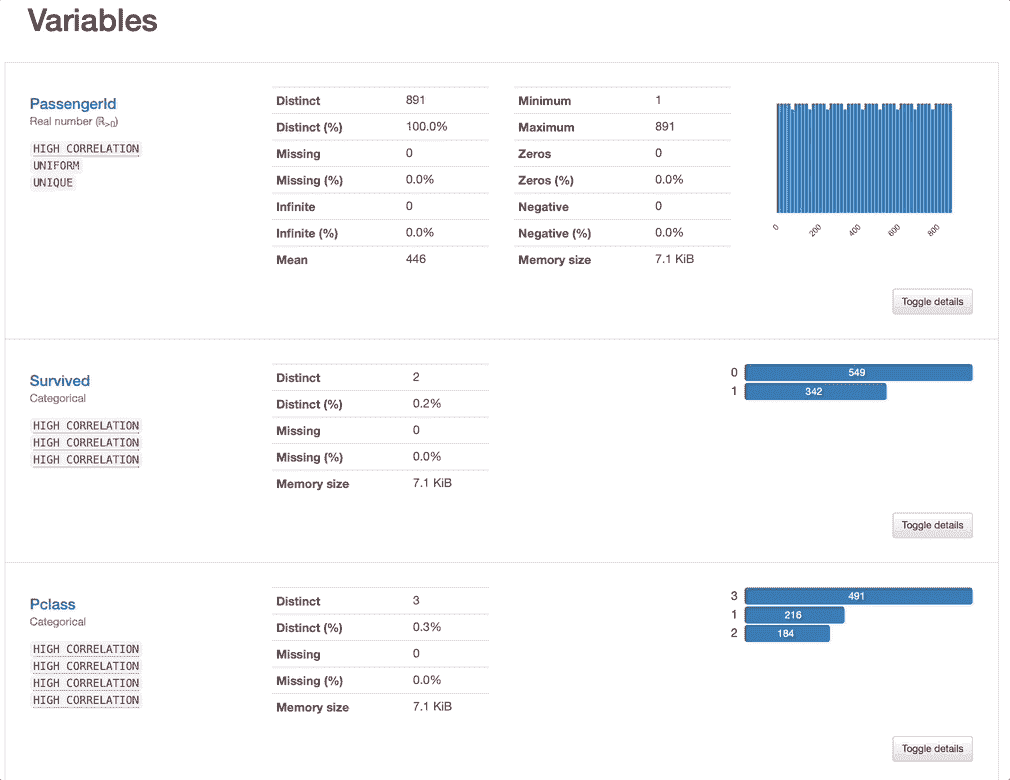 Variables
PassengerId
Real number (ℝ≥0)
HIGH CORRELATION
UNIFORM
UNIQUE
Distinct 891
Distinct (%) 100.0%
Missing 0
Missing (%) 0.0%
Infinite 0
Infinite (%) 0.0%
Mean 446
Minimum 1
Maximum 891
Zeros 0
Zeros (%) 0.0%
Negative 0
Negative (%) 0.0%
Memory size 7.1 KiB
0 200 400 600 800
Toggle details
Survived
Categorical
HIGH CORRELATION
HIGH CORRELATION
HIGH CORRELATION
Distinct 2
Distinct (%) 0.2%
Missing 0
Missing (%) 0.0%
Memory size 7.1 KiB
0 549
1 342
Toggle details
Pclass
Categorical
HIGH CORRELATION
HIGH CORRELATION
HIGH CORRELATION
HIGH CORRELATION
Distinct 3
Distinct (%) 0.3%
Missing 0
Missing (%) 0.0%
Memory size 7.1 KiB
3 491
1 216
2 184
Toggle details